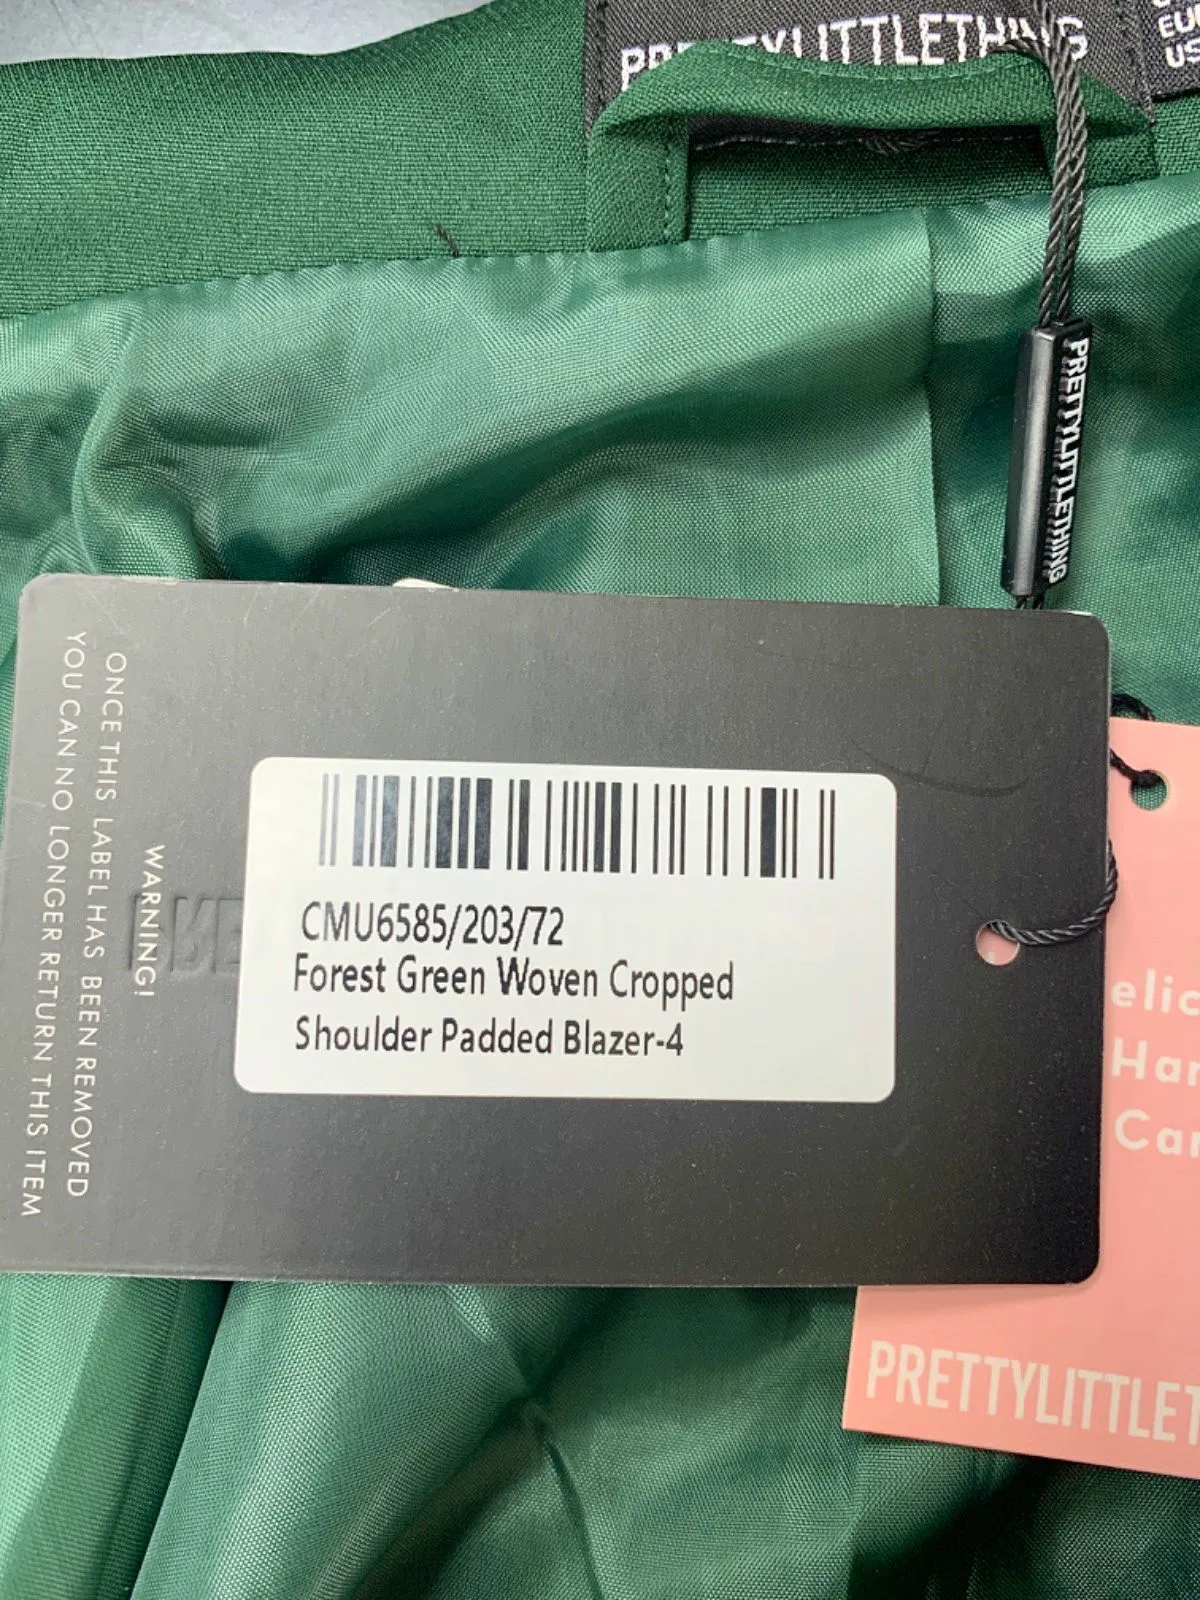 PRETTYLITTLETHING
EU
US
PRETTYLITTLETHING
WARNING!
ONCE THIS LABEL HAS BEEN REMOVED
YOU CAN NO LONGER RETURN THIS ITEM
CMU6585/203/72
Forest Green Woven Cropped
Shoulder Padded Blazer-4
PRETTYLITTLET